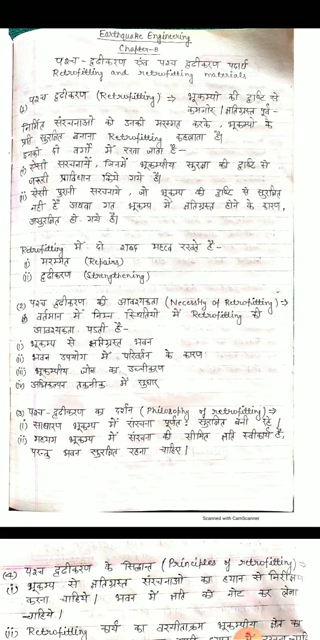 Earthquake Engineering
Chapter-8
पश्च - दृढ़ीकरण एवं पश्च दृढ़ीकरण पदार्थ
Retrofitting and retrofitting materials
(1) पश्च दृढ़ीकरण (Retrofitting) ⇒ भूकम्पों की दृष्टि से
कमजोर / क्षतिग्रस्त पूर्व-
निर्मित संरचनाओं को उनकी मरम्मत करके, भूकम्पों के
प्रति सुरक्षित बनाना Retrofitting कहलाता है।
इनको दो वर्गों में रखा जाता है -
(i) ऐसी संरचनायें, जिनमें भूकम्पीय सुरक्षा की दृष्टि से
जरूरी प्राविधान किये गये हैं।
(ii) ऐसी पुरानी संरचनायें, जो भूकम्प की दृष्टि से सुरक्षित
नहीं हैं अथवा गत भूकम्प में क्षतिग्रस्त होने के कारण,
असुरक्षित हो गये हैं।
Retrofitting में दो शब्द महत्व रखते हैं -
(i) मरम्मत (Repairs)
(ii) दृढ़ीकरण (Strengthening)
(2) पश्च दृढ़ीकरण की आवश्यकता (Necessity of Retrofitting) ⇒
वर्तमान में निम्न स्थितियों में Retrofitting की
आवश्यकता पड़ती है -
(i) भूकम्प से क्षतिग्रस्त भवन
(ii) भवन उपयोग में परिवर्तन के कारण
(iii) भूकम्पीय जोन का उच्चीकरण
(iv) अभिकल्प तकनीक में सुधार
(3) पश्च - दृढ़ीकरण का दर्शन (Philosophy of retrofitting) ⇒
(i) साधारण भूकम्प में संरचना पूर्णतः सुरक्षित बनी रहे।
(ii) मध्यम भूकम्प में संरचना की सीमित क्षति स्वीकार्य है,
परन्तु भवन सुरक्षित रहना चाहिए।
Scanned with CamScanner
(4) पश्च दृढ़ीकरण के सिद्धान्त (Principles of retrofitting) ⇒
(i) भूकम्प से क्षतिग्रस्त संरचनाओं का ध्यान से निरीक्षण
करना चाहिये। भवन में क्षति को नोट कर लेना
चाहिये।
(ii) Retrofitting कार्य का भूकम्पीय क्षेत्र का